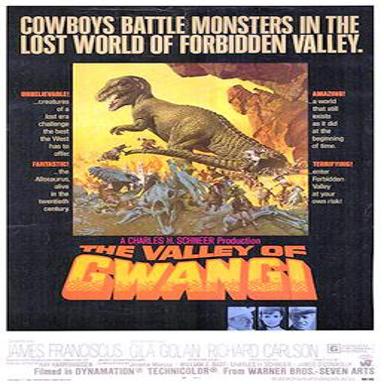 COWBOYS BATTLE MONSTERS IN THE
LOST WORLD OF FORBIDDEN VALLEY.
UNBELIEVABLE!
...creatures
of a
lost era
challenge
the best
the West
has to
offer.
FANTASTIC!
...the
Allosaurus,
alive
in the
twentieth
century.
AMAZING!
...a world
that still
exists
as it did
at the
beginning
of time.
TERRIFYING!
...enter
Forbidden
Valley
at your
own risk!
A CHARLES H. SCHNEER Production
THE VALLEY OF
GWANGI
JAMES FRANCISCUS GILA GOLAN RICHARD CARLSON
Filmed in DYNAMATION® TECHNICOLOR® From WARNER BROS.-SEVEN ARTS